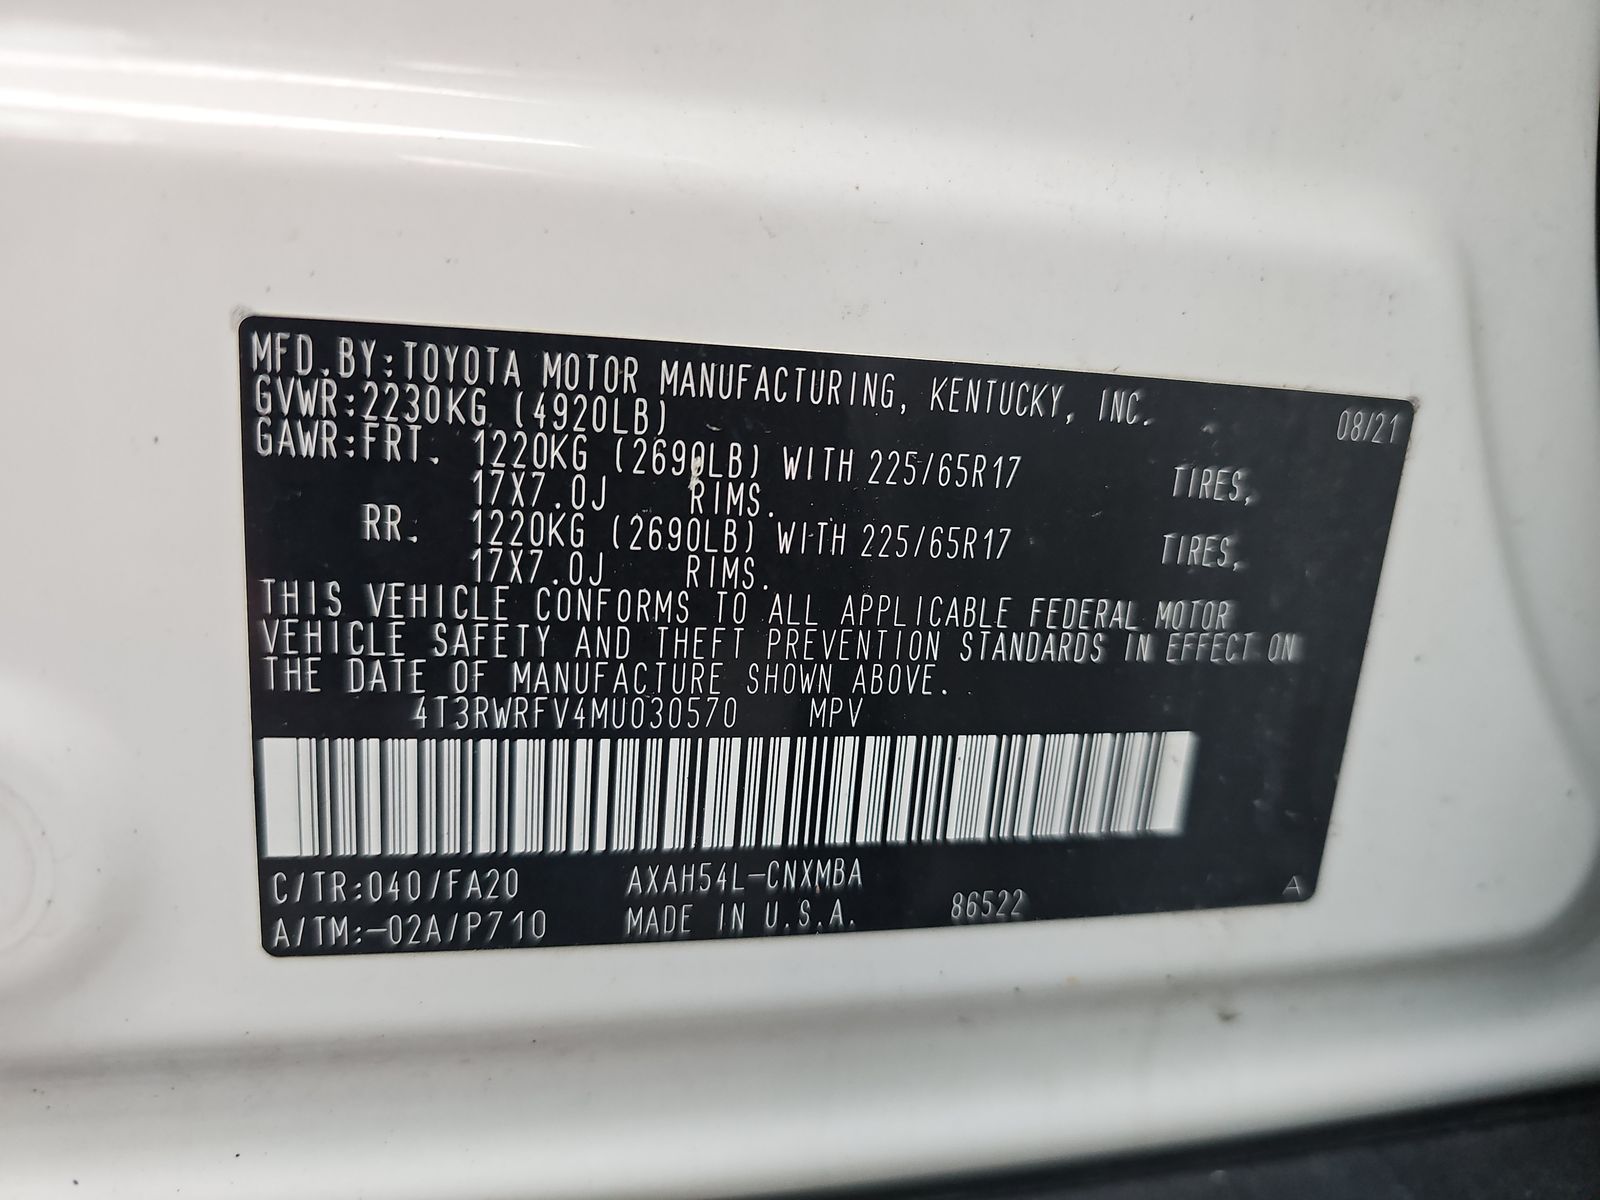 MFD.BY:TOYOTA MOTOR MANUFACTURING, KENTUCKY, INC. 08/21
GVWR:2230KG (4920LB)
GAWR:FRT. 1220KG (2690LB) WITH 225/65R17 TIRES,
17X7.0J RIMS.
RR. 1220KG (2690LB) WITH 225/65R17 TIRES,
17X7.0J RIMS.
THIS VEHICLE CONFORMS TO ALL APPLICABLE FEDERAL MOTOR
VEHICLE SAFETY AND THEFT PREVENTION STANDARDS IN EFFECT ON
THE DATE OF MANUFACTURE SHOWN ABOVE.
4T3RWRFV4MU030570 MPV
C/TR:040/FA20 AXAH54L-CNXMBA A
A/TM:-02A/P710 MADE IN U.S.A. 86522